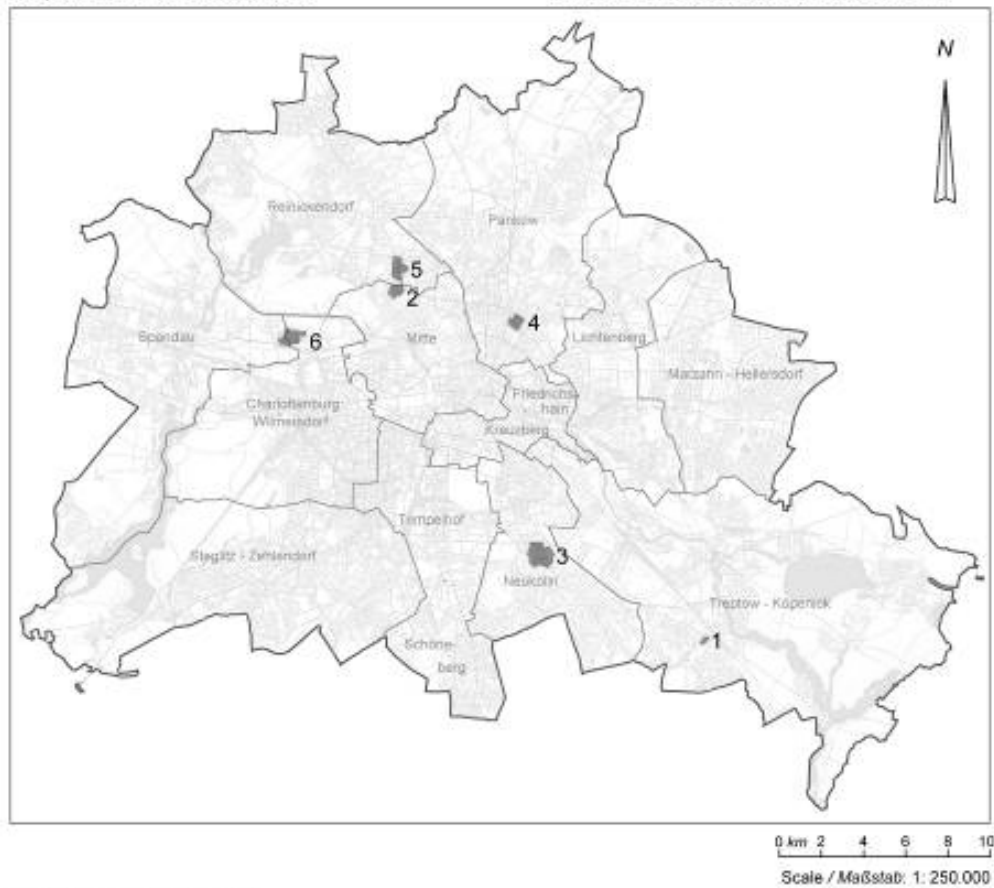 N
Reinickendorf
Pankow
5
2
4
Spandau
6
Mitte
Lichtenberg
Marzahn - Hellersdorf
Charlottenburg
Wilmersdorf
Friedrichs
- hain
Kreuzberg
Tempelhof
Steglitz - Zehlendorf
3
Neukölln
Treptow - Köpenick
1
Schöne-
berg
0 km 2 4 6 8 10
Scale / Maßstab: 1: 250.000